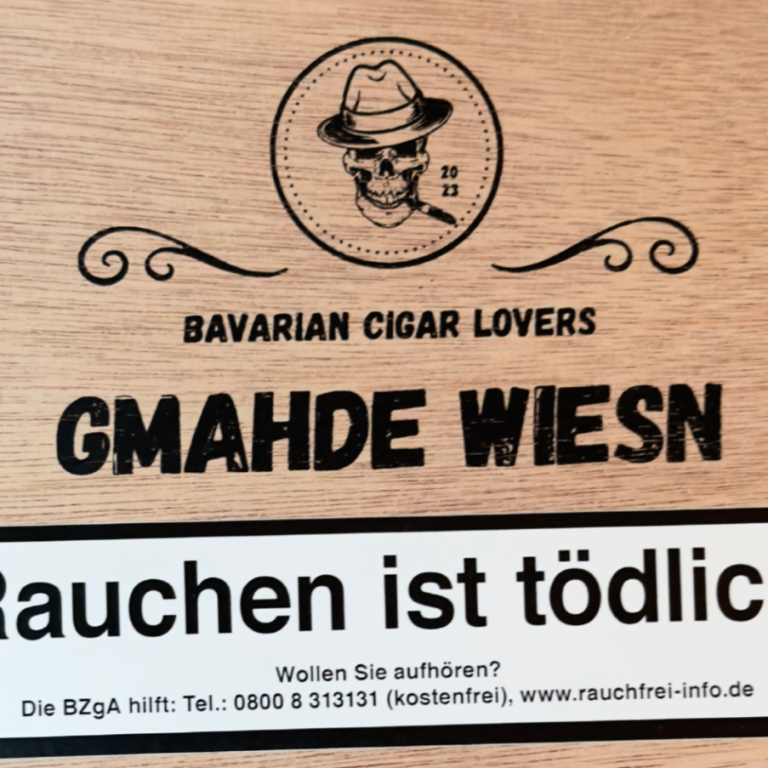 20
23
BAVARIAN CIGAR LOVERS
GMAHDE WIESN
Rauchen ist tödlic
Wollen Sie aufhören?
Die BZgA hilft: Tel.: 0800 8 313131 (kostenfrei), www.rauchfrei-info.de